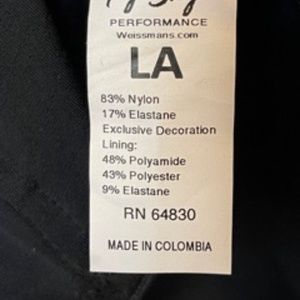 PERFORMANCE
Weissmans.com
LA
83% Nylon
17% Elastane
Exclusive Decoration
Lining:
48% Polyamide
43% Polyester
9% Elastane
RN 64830
MADE IN COLOMBIA